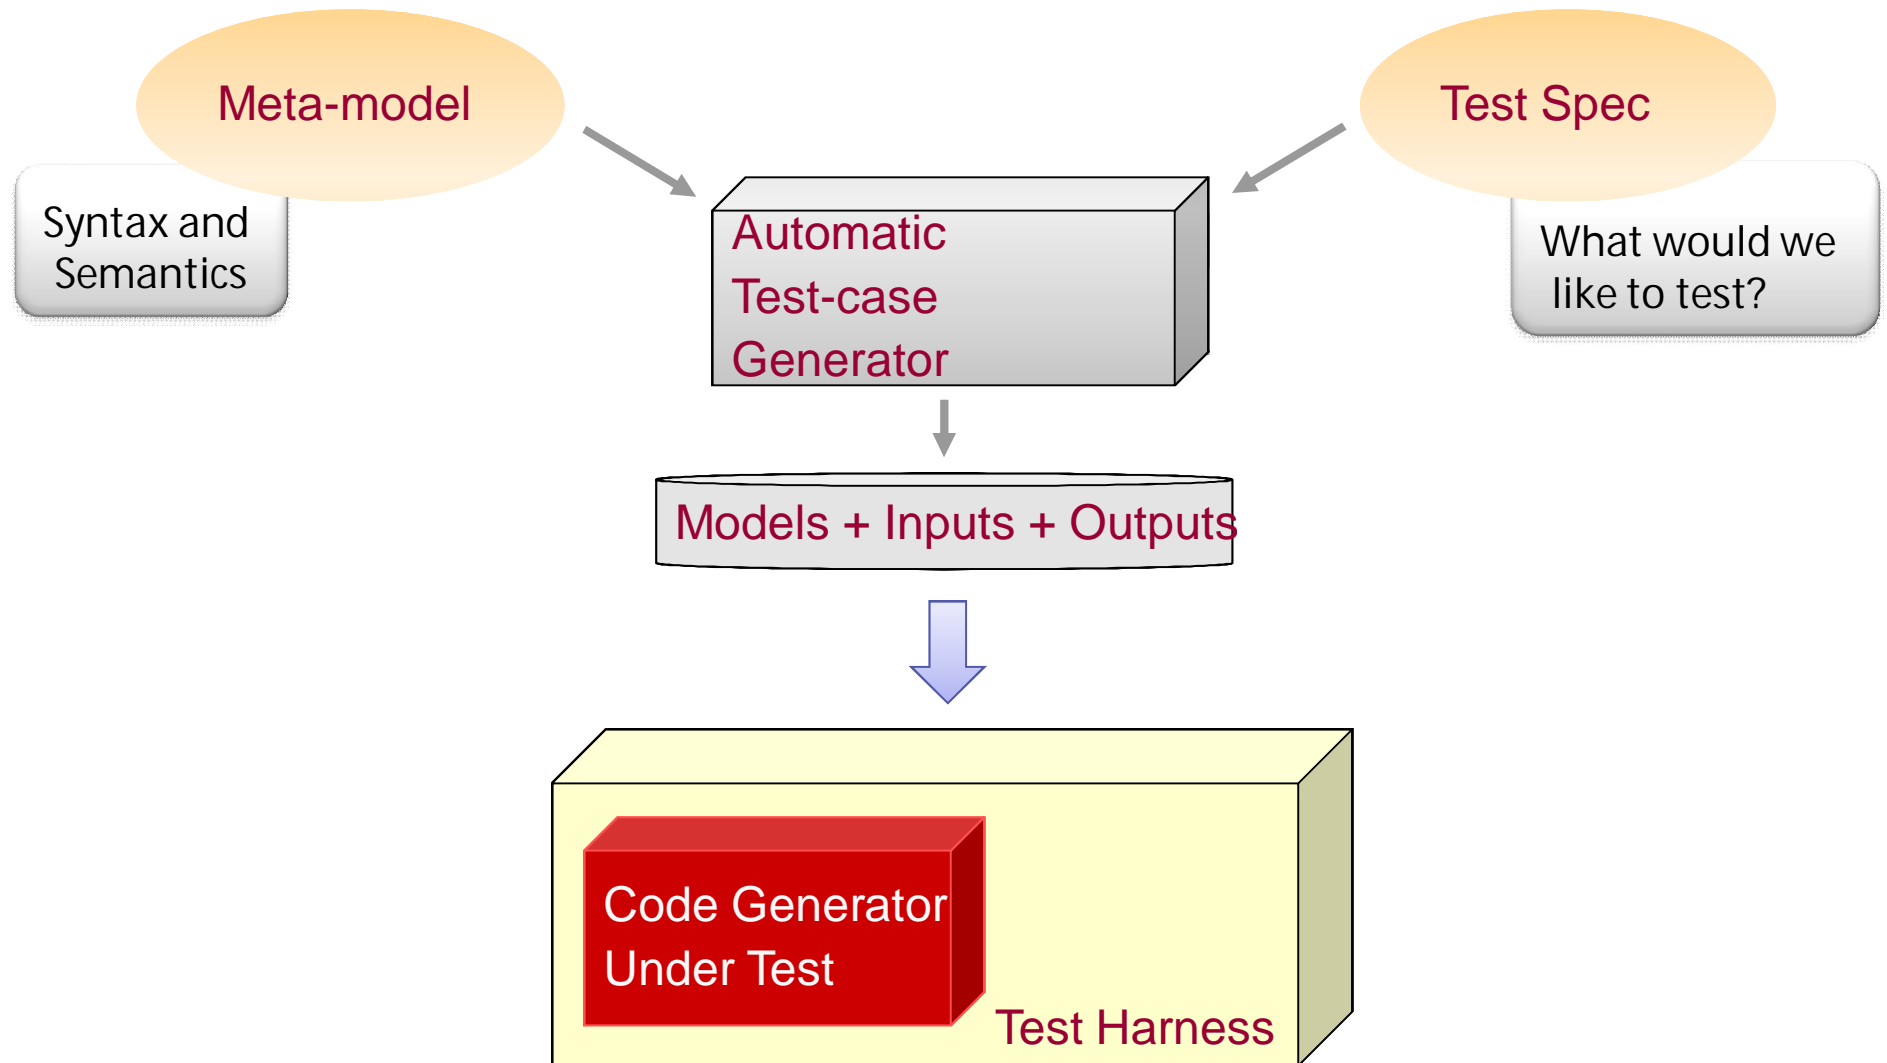 Meta-model
Test Spec
Syntax and
Semantics
What would we
like to test?
Automatic
Test-case
Generator
Models + Inputs + Outputs
Code Generator
Under Test
Test Harness